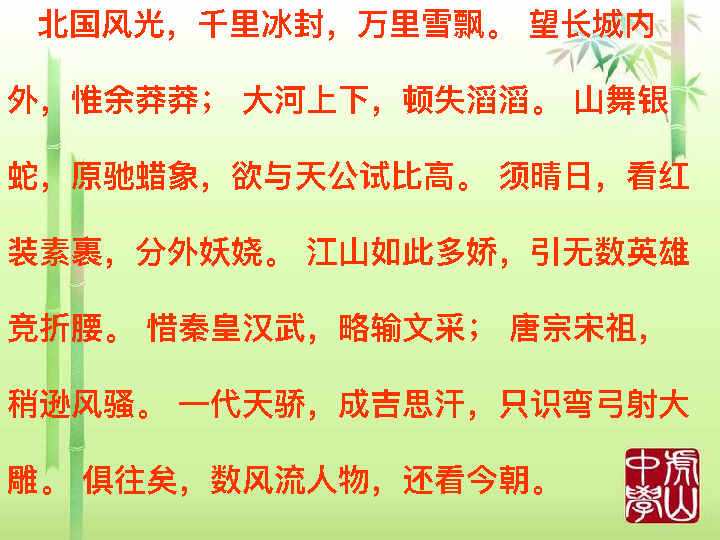 北国风光，千里冰封，万里雪飘。 望长城内
外，惟余莽莽； 大河上下，顿失滔滔。 山舞银
蛇，原驰蜡象，欲与天公试比高。 须晴日，看红
装素裹，分外妖娆。 江山如此多娇，引无数英雄
竞折腰。 惜秦皇汉武，略输文采； 唐宗宋祖，
稍逊风骚。 一代天骄，成吉思汗，只识弯弓射大
雕。 俱往矣，数风流人物，还看今朝。
虎山
中學